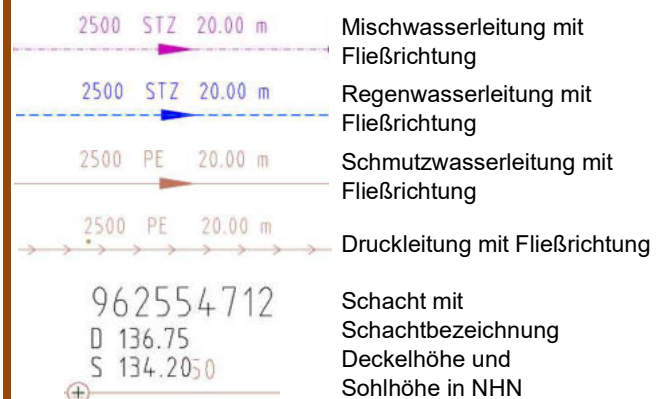 2500 STZ 20.00 m
Mischwasserleitung mit
Fließrichtung
2500 STZ 20.00 m
Regenwasserleitung mit
Fließrichtung
2500 PE 20.00 m
Schmutzwasserleitung mit
Fließrichtung
2500 PE 20.00 m
Druckleitung mit Fließrichtung
962554712
D 136.75
S 134.2050
Schacht mit
Schachtbezeichnung
Deckelhöhe und
Sohlhöhe in NHN